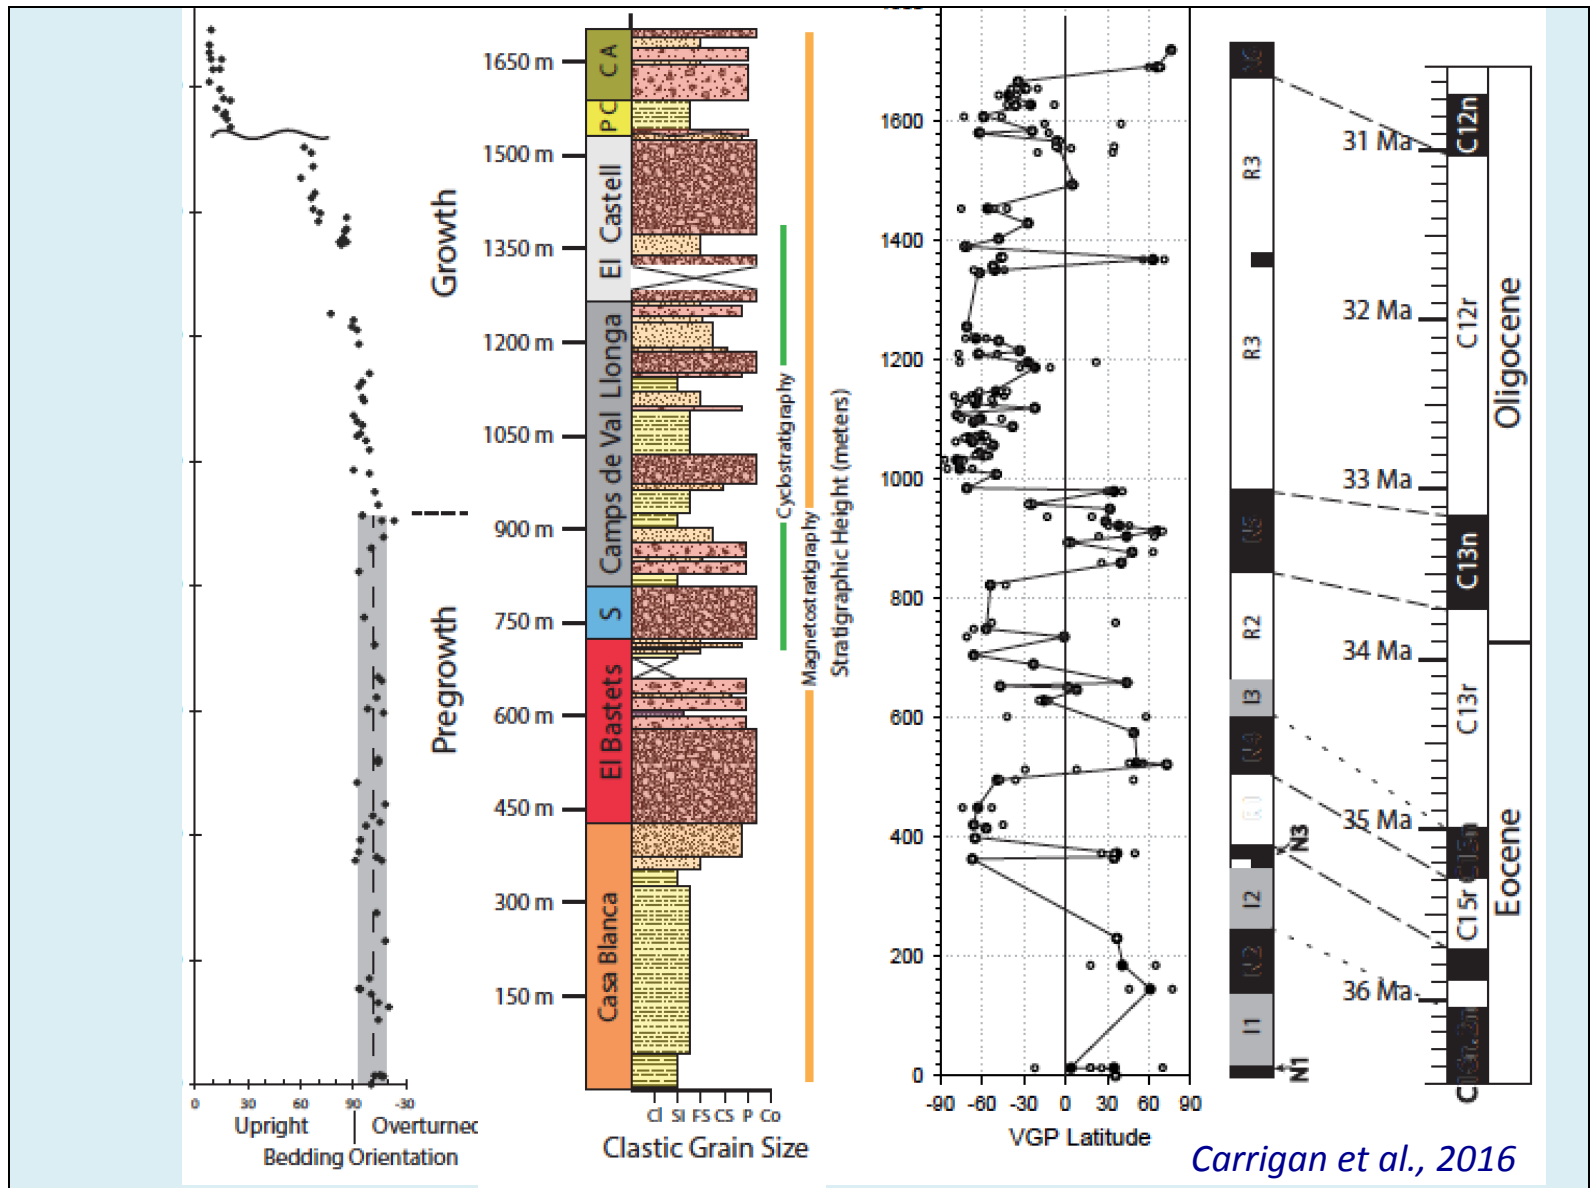 0
30
60
90
-30
Upright
Overturned
Bedding Orientation
Growth
Pregrowth
1650 m
1500 m
1350 m
1200 m
1050 m
900 m
750 m
600 m
450 m
300 m
150 m
C A
P C
El Castell
Camps de Val Llonga
S
El Bastets
Casa Blanca
Cl SI FS CS P Co
Clastic Grain Size
Cyclostratigraphy
Magnetostratigraphy
Stratigraphic Height (meters)
1600
1400
1200
1000
800
600
400
200
0
-90 -60 -30 0 30 60 90
VGP Latitude
N6
R3
R3
N5
R2
I3
N4
R1
N3
I2
N2
I1
N1
31 Ma
32 Ma
33 Ma
34 Ma
35 Ma
36 Ma
C12n
C12r
C13n
C13r
C15n
C15r
Oligocene
Eocene
Carrigan et al., 2016